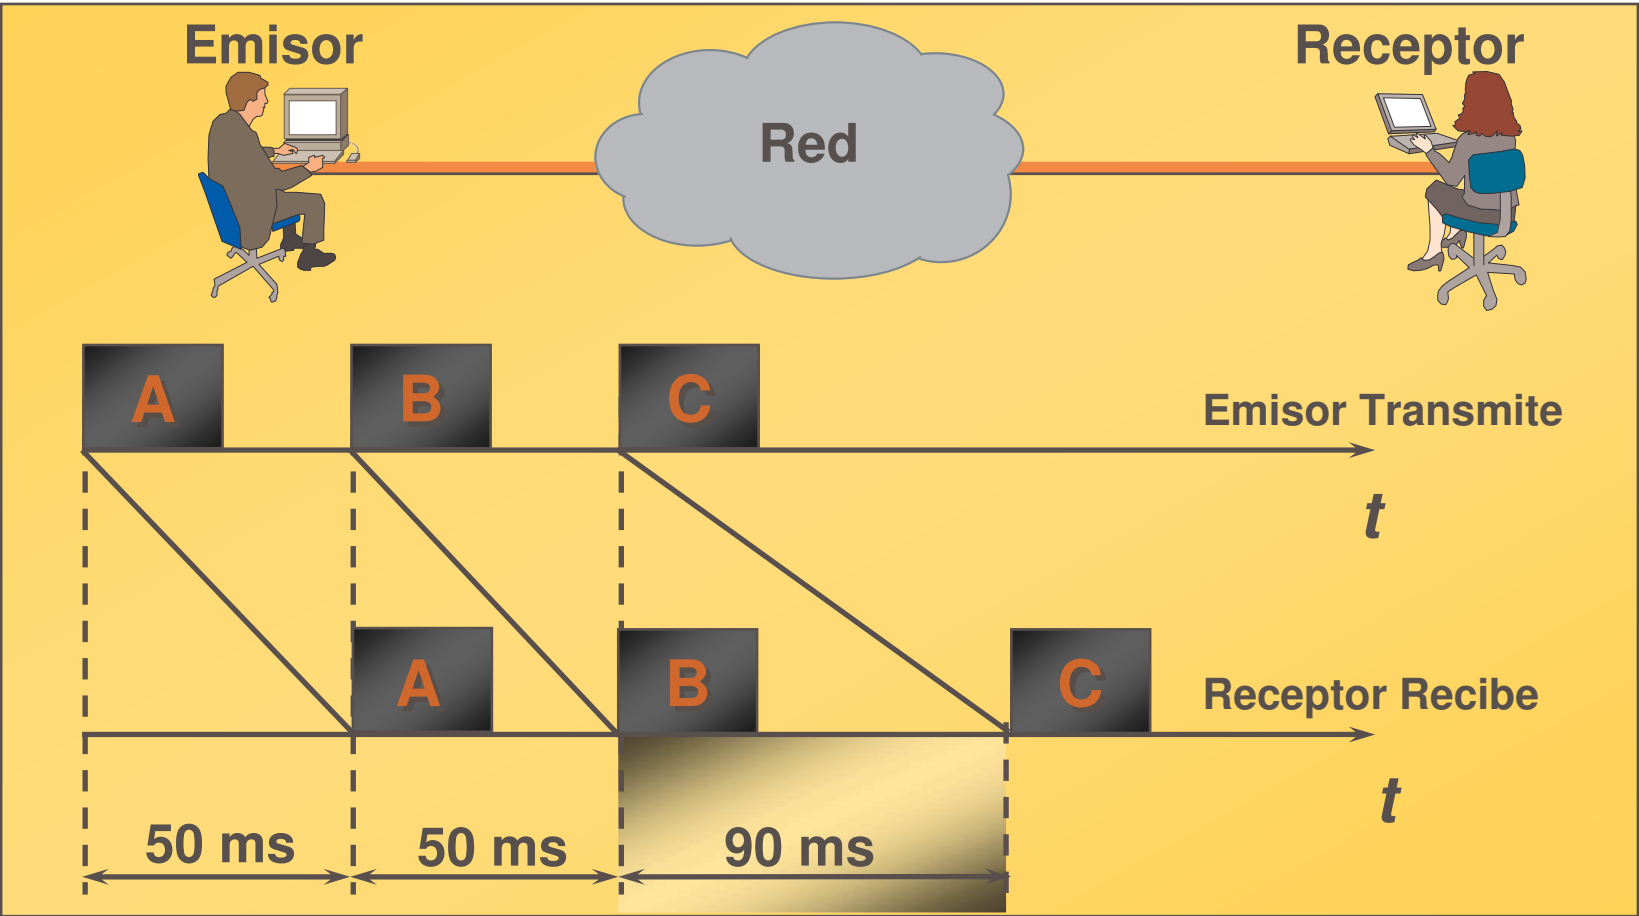 Emisor
Receptor
Red
A
B
C
Emisor Transmite
t
A
B
C
Receptor Recibe
t
50 ms
50 ms
90 ms